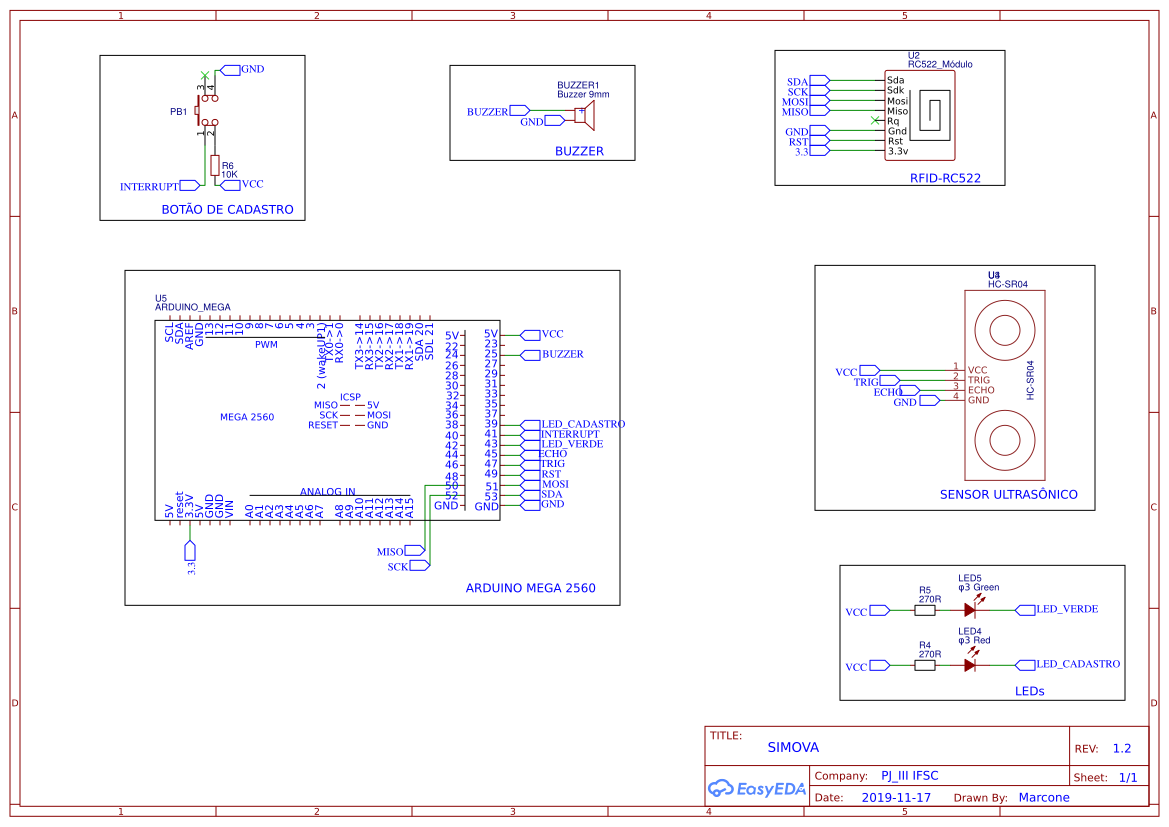 1 2 3 4 5
A
B
C
D
GND
3 4
PB1
1 2
R6
10K
INTERRUPT
VCC
BOTÃO DE CADASTRO
BUZZER1
Buzzer 9mm
BUZZER
+
GND
BUZZER
U2
RC522_Módulo
SDA Sda
SCK Sdk
MOSI Mosi
MISO Miso
Rq
GND Gnd
RST Rst
3.3 3.3v
RFID-RC522
U5
ARDUINO_MEGA
SCL
SDA
AREF
GND
13
12
11
10
9
8
7
6
5
4
3
2 (wakeUP1)
TX0->1
RX0->0
TX3->14
RX3->15
TX2->16
RX2->17
TX1->18
RX1->19
SDA 20
SDL 21
PWM
5V 5V VCC
22
24 25 BUZZER
26 27
28 29
30 31
32 33
34 35
36 37
38 39 LED_CADASTRO
40 41 INTERRUPT
42 43 LED_VERDE
44 45 ECHO
46 47 TRIG
48 49 RST
50 51 MOSI
52 53 SDA
GND GND GND
ICSP
MISO 5V
SCK MOSI
RESET GND
MEGA 2560
ANALOG IN
5V
reset
3.3V
5V
GND
GND
VIN
A0
A1
A2
A3
A4
A5
A6
A7
A8
A9
A10
A11
A12
A13
A14
A15
3.3
MISO
SCK
ARDUINO MEGA 2560
HC-SR04
VCC 1 VCC
TRIG 2 TRIG
ECHO 3 ECHO
GND 4 GND
HC-SR04
SENSOR ULTRASÔNICO
LED5
φ3 Green
R5
270R
VCC
LED_VERDE
LED4
φ3 Red
R4
270R
VCC
LED_CADASTRO
LEDs
TITLE:
SIMOVA
REV: 1.2
EasyEDA
Company: PJ_III IFSC
Sheet: 1/1
Date: 2019-11-17
Drawn By: Marcone
A
B
C
D
1 2 3 4 5